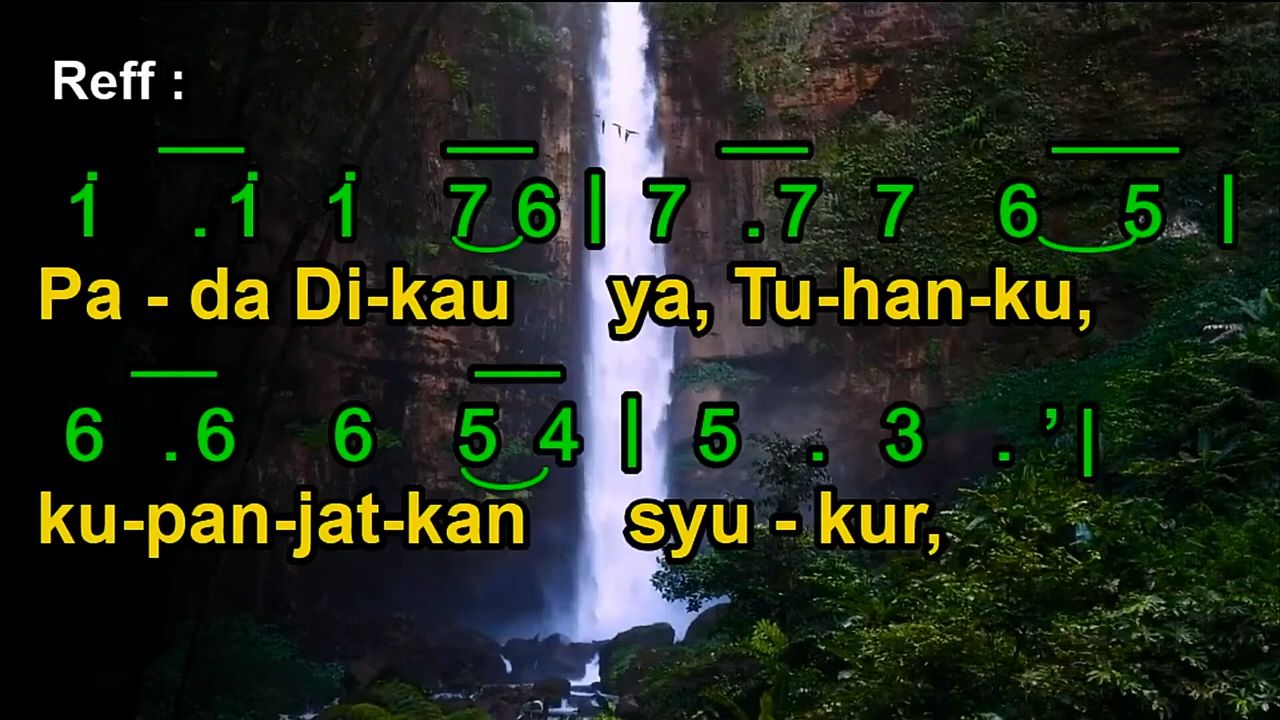 Reff :
1̇ .1̇ 1̇ 76 | 7 .7 7 6 5 |
Pa - da Di-kau ya, Tu-han-ku,
6 .6 6 5 4 | 5 . 3 . ’ |
ku-pan-jat-kan syu - kur,